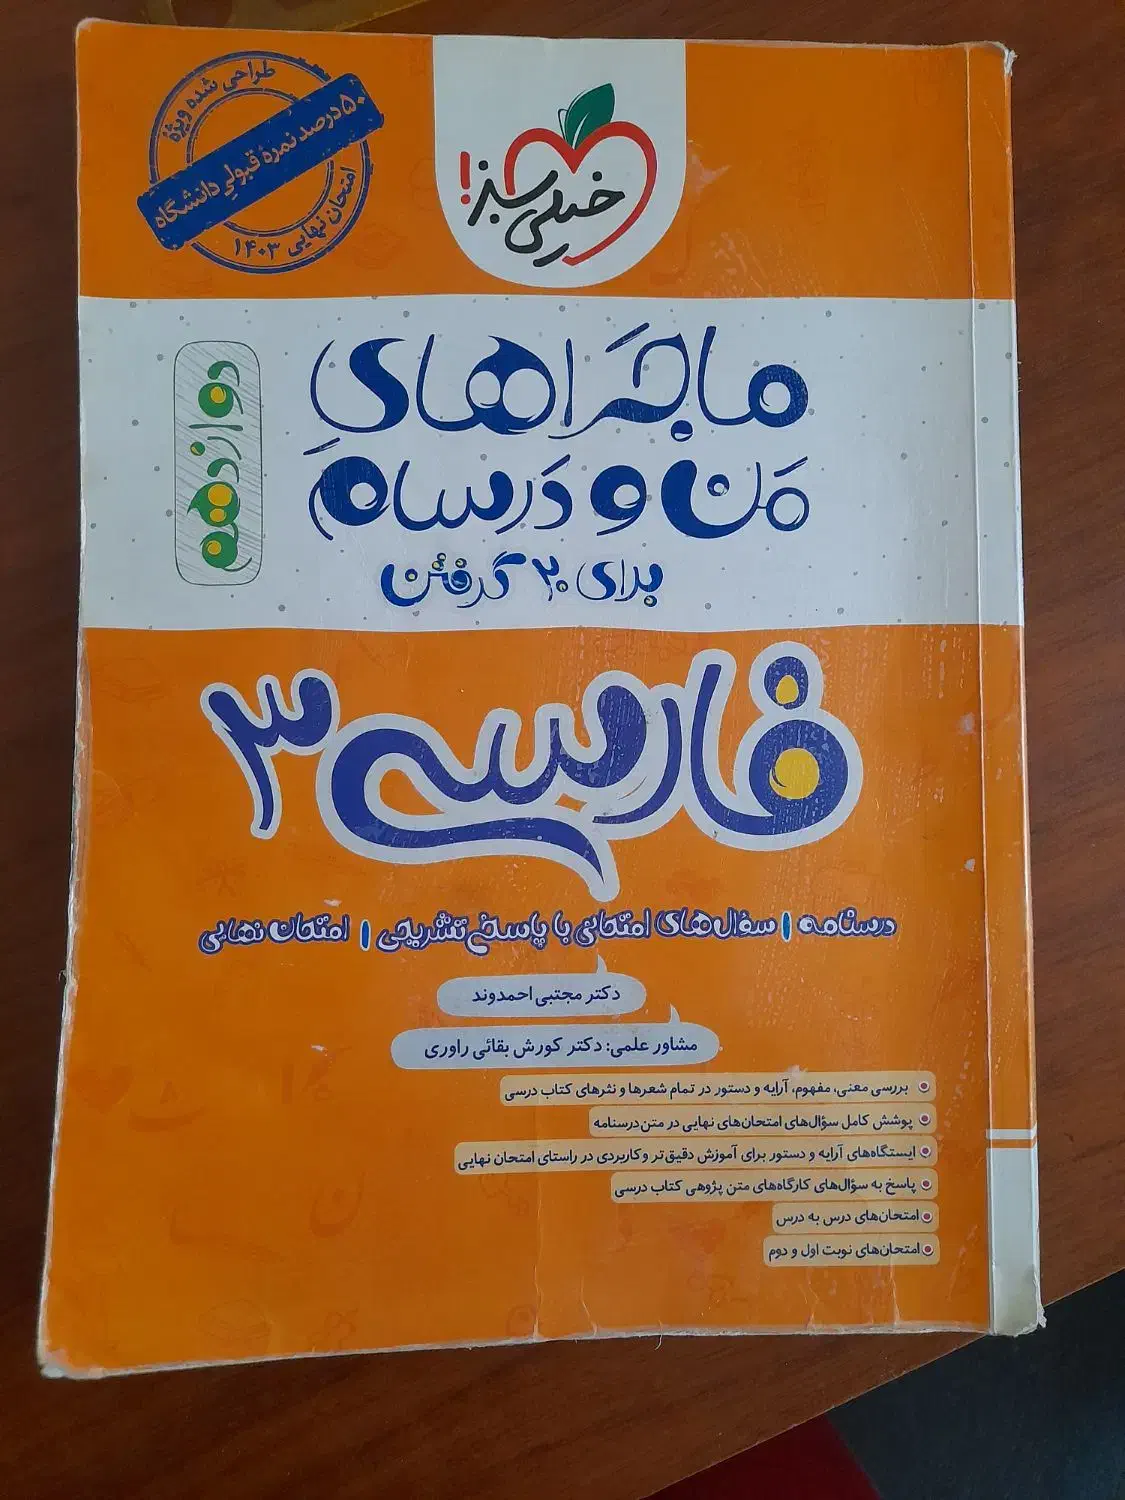 طراحی شده ویژهٔ
۵۰ درصد نمرهٔ قبولی دانشگاه
امتحان نهایی ۱۴۰۳
خیلی سبز!
ماجَراهایِ
مَن و دَرسام
برای ۲۰ گرفتن
دوازدهم
فارسی ۳
درسنامه | سؤال‌های امتحانی با پاسخ تشریحی | امتحان نهایی
دکتر مجتبی احمدوند
مشاور علمی: دکتر کورش بقائی راوری
بررسی معنی، مفهوم، آرایه و دستور در تمام شعرها و نثرهای کتاب درسی
پوشش کامل سؤال‌های امتحان‌های نهایی در متن درسنامه
ایستگاه‌های آرایه و دستور برای آموزش دقیق‌تر و کاربردی در راستای امتحان نهایی
پاسخ به سؤال‌های کارگاه‌های متن پژوهی کتاب درسی
امتحان‌های درس به درس
امتحان‌های نوبت اول و دوم